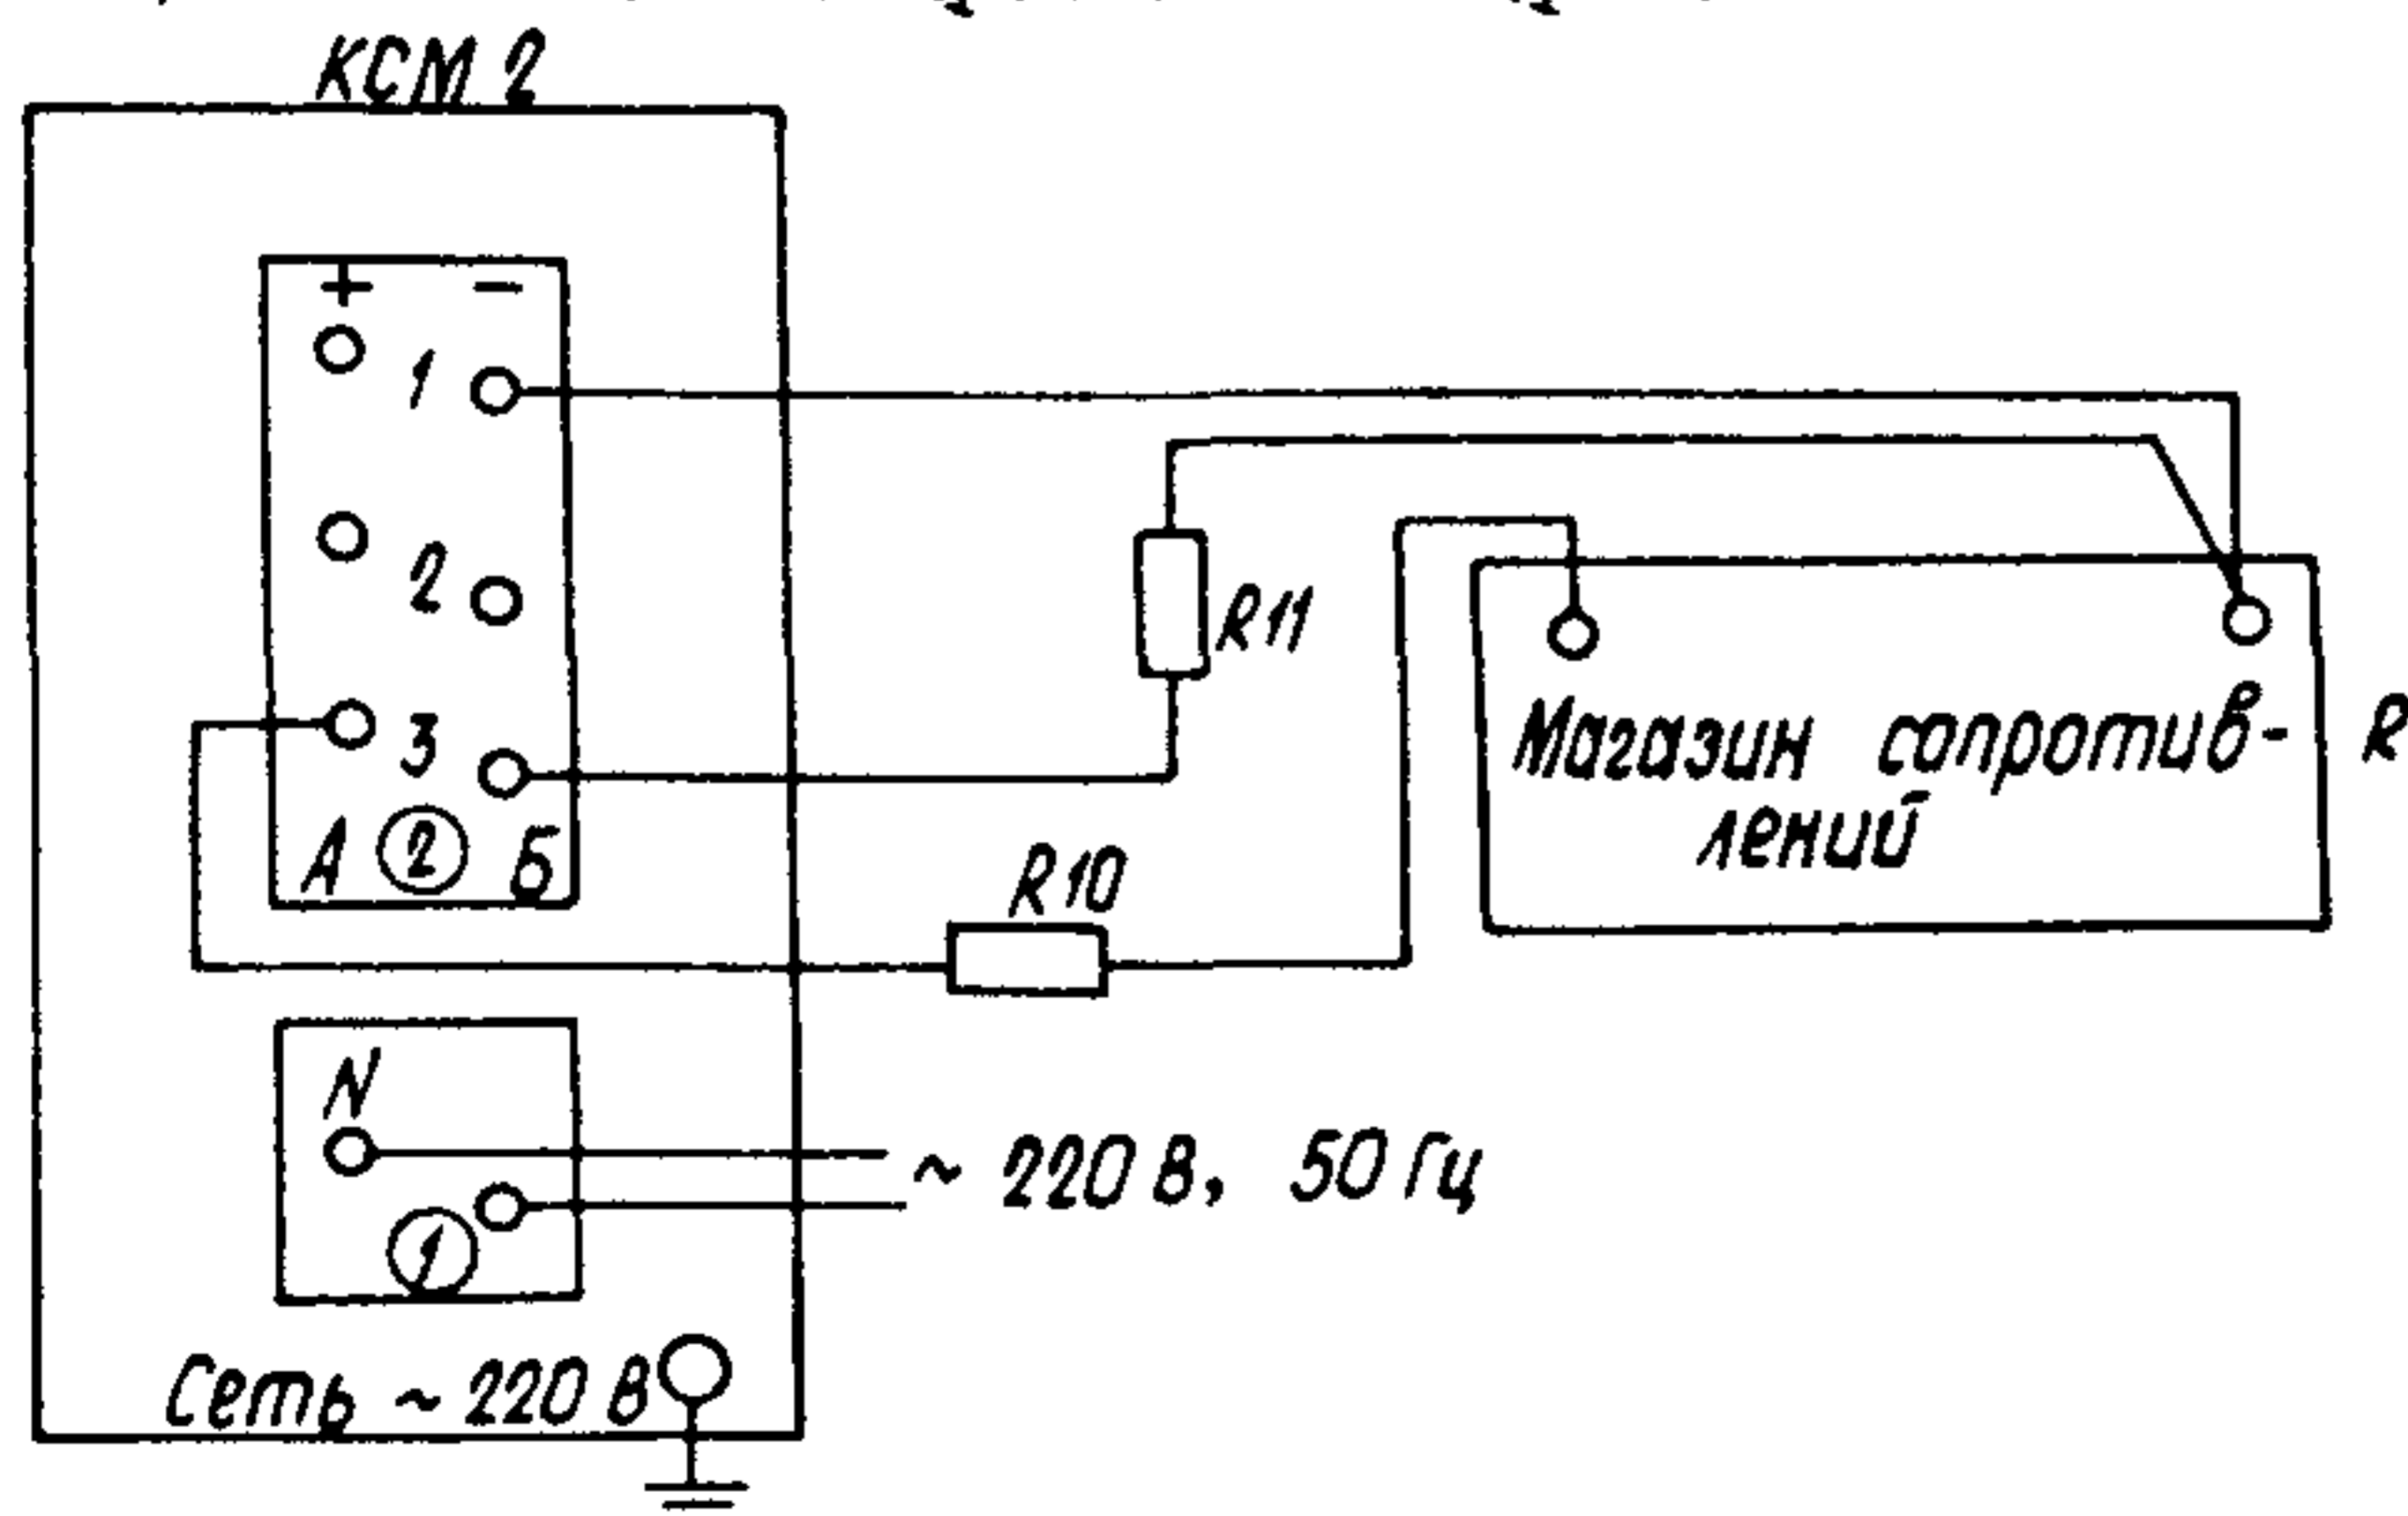 КСМ 2
+ −
1
2
R11
3
Магазин сопротив- R
лений
А 2 Б
R10
N
~ 220 В, 50 Гц
1
Сеть ~ 220 В